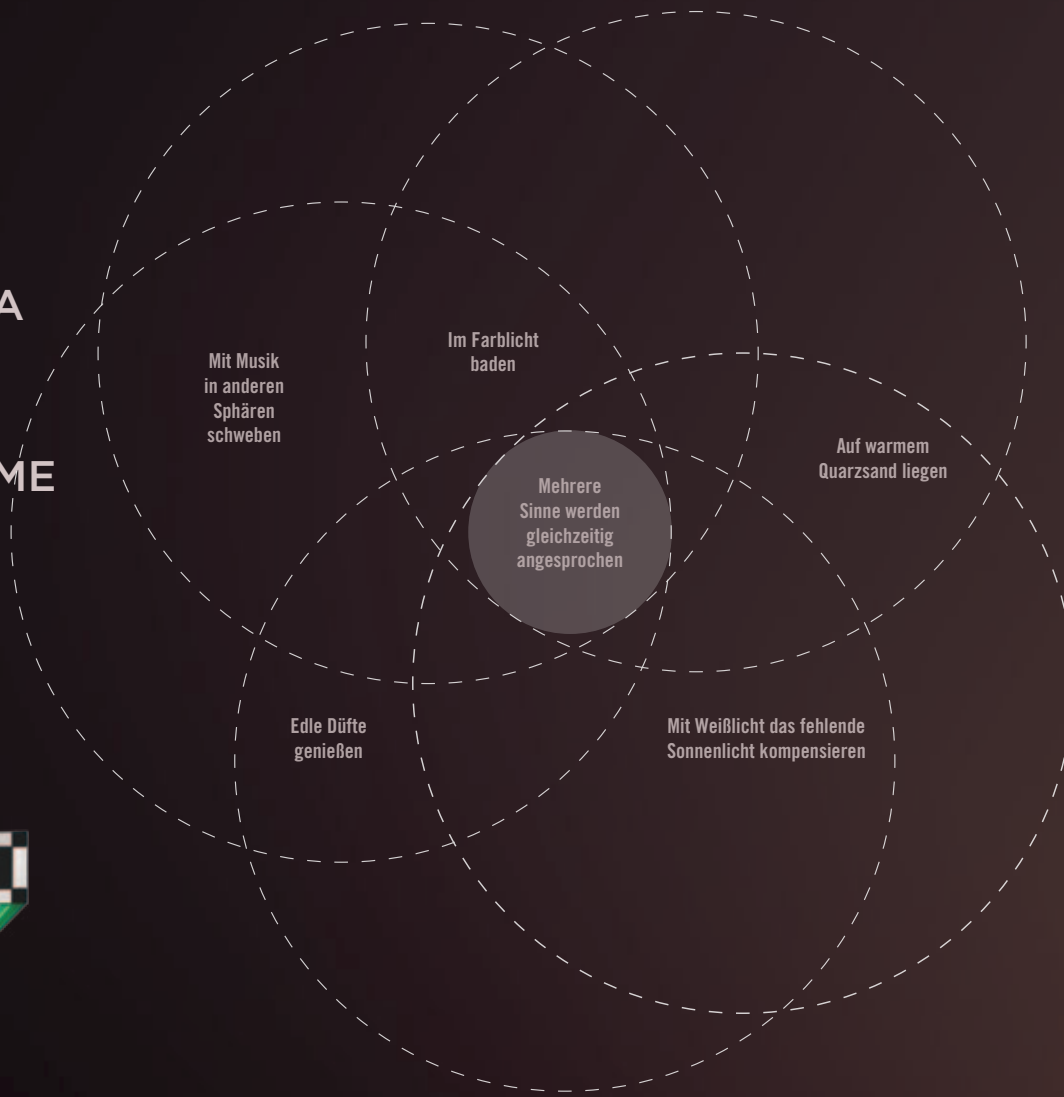 A
ME
Im Farblicht
baden
Mit Musik
in anderen
Sphären
schweben
Auf warmem
Quarzsand liegen
Mehrere
Sinne werden
gleichzeitig
angesprochen
Edle Düfte
genießen
Mit Weißlicht das fehlende
Sonnenlicht kompensieren